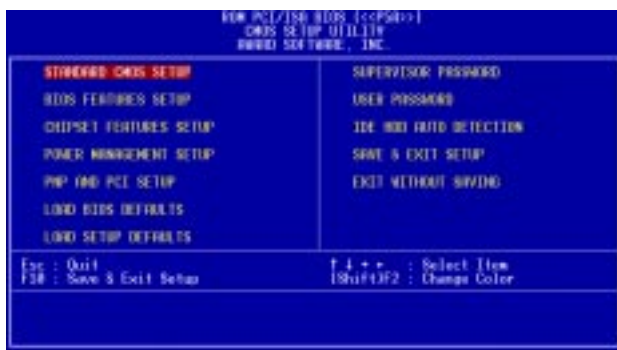 ROM PCI/ISA BIOS (<<P5A>>)
CMOS SETUP UTILITY
AWARD SOFTWARE, INC.
STANDARD CMOS SETUP
BIOS FEATURES SETUP
CHIPSET FEATURES SETUP
POWER MANAGEMENT SETUP
PNP AND PCI SETUP
LOAD BIOS DEFAULTS
LOAD SETUP DEFAULTS
SUPERVISOR PASSWORD
USER PASSWORD
IDE HDD AUTO DETECTION
SAVE & EXIT SETUP
EXIT WITHOUT SAVING
Esc : Quit
F10 : Save & Exit Setup
↑ ↓ → ← : Select Item
(Shift)F2 : Change Color